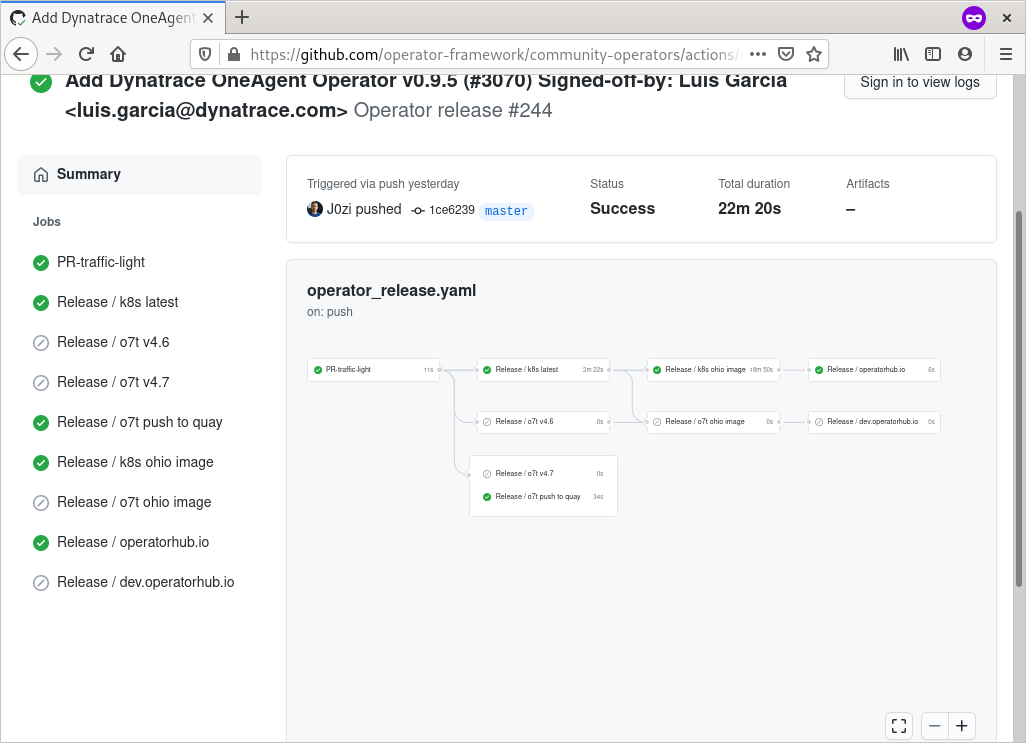 Add Dynatrace OneAgent
https://github.com/operator-framework/community-operators/actions/
Add Dynatrace OneAgent Operator v0.9.5 (#3070) Signed-off-by: Luis Garcia
<luis.garcia@dynatrace.com> Operator release #244
Sign in to view logs
Summary
Jobs
PR-traffic-light
Release / k8s latest
Release / o7t v4.6
Release / o7t v4.7
Release / o7t push to quay
Release / k8s ohio image
Release / o7t ohio image
Release / operatorhub.io
Release / dev.operatorhub.io
Triggered via push yesterday
J0zi pushed 1ce6239 master
Status
Success
Total duration
22m 20s
Artifacts
–
operator_release.yaml
on: push
PR-traffic-light 11s
Release / k8s latest 2m 22s
Release / k8s ohio image 18m 50s
Release / operatorhub.io 6s
Release / o7t v4.6 0s
Release / o7t ohio image 0s
Release / dev.operatorhub.io 0s
Release / o7t v4.7 0s
Release / o7t push to quay 34s